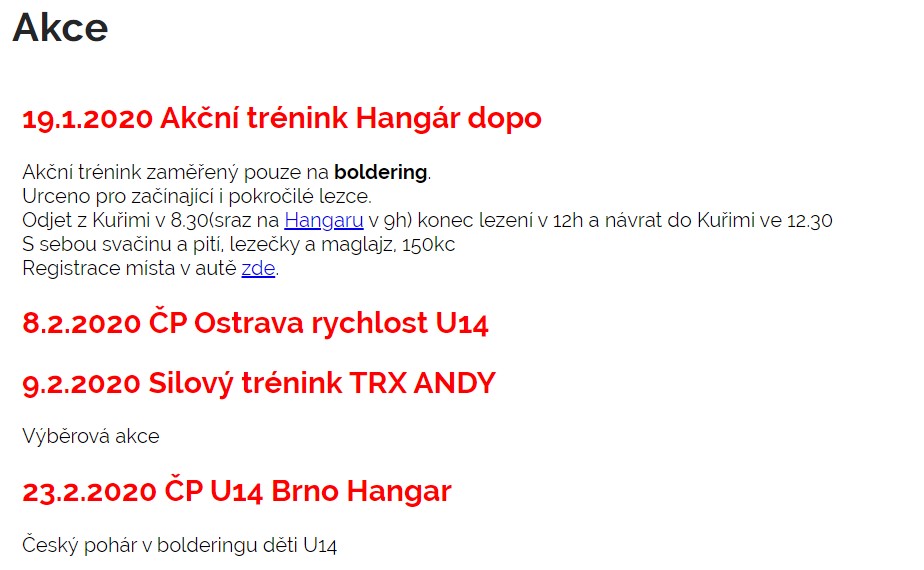 Akce
19.1.2020 Akční trénink Hangár dopo
Akční trénink zaměřený pouze na boldering.
Urceno pro začínající i pokročilé lezce.
Odjet z Kuřimi v 8.30(sraz na Hangaru v 9h) konec lezení v 12h a návrat do Kuřimi ve 12.30
S sebou svačinu a pití, lezečky a maglajz, 150kc
Registrace místa v autě zde.
8.2.2020 ČP Ostrava rychlost U14
9.2.2020 Silový trénink TRX ANDY
Výběrová akce
23.2.2020 ČP U14 Brno Hangar
Český pohár v bolderingu děti U14